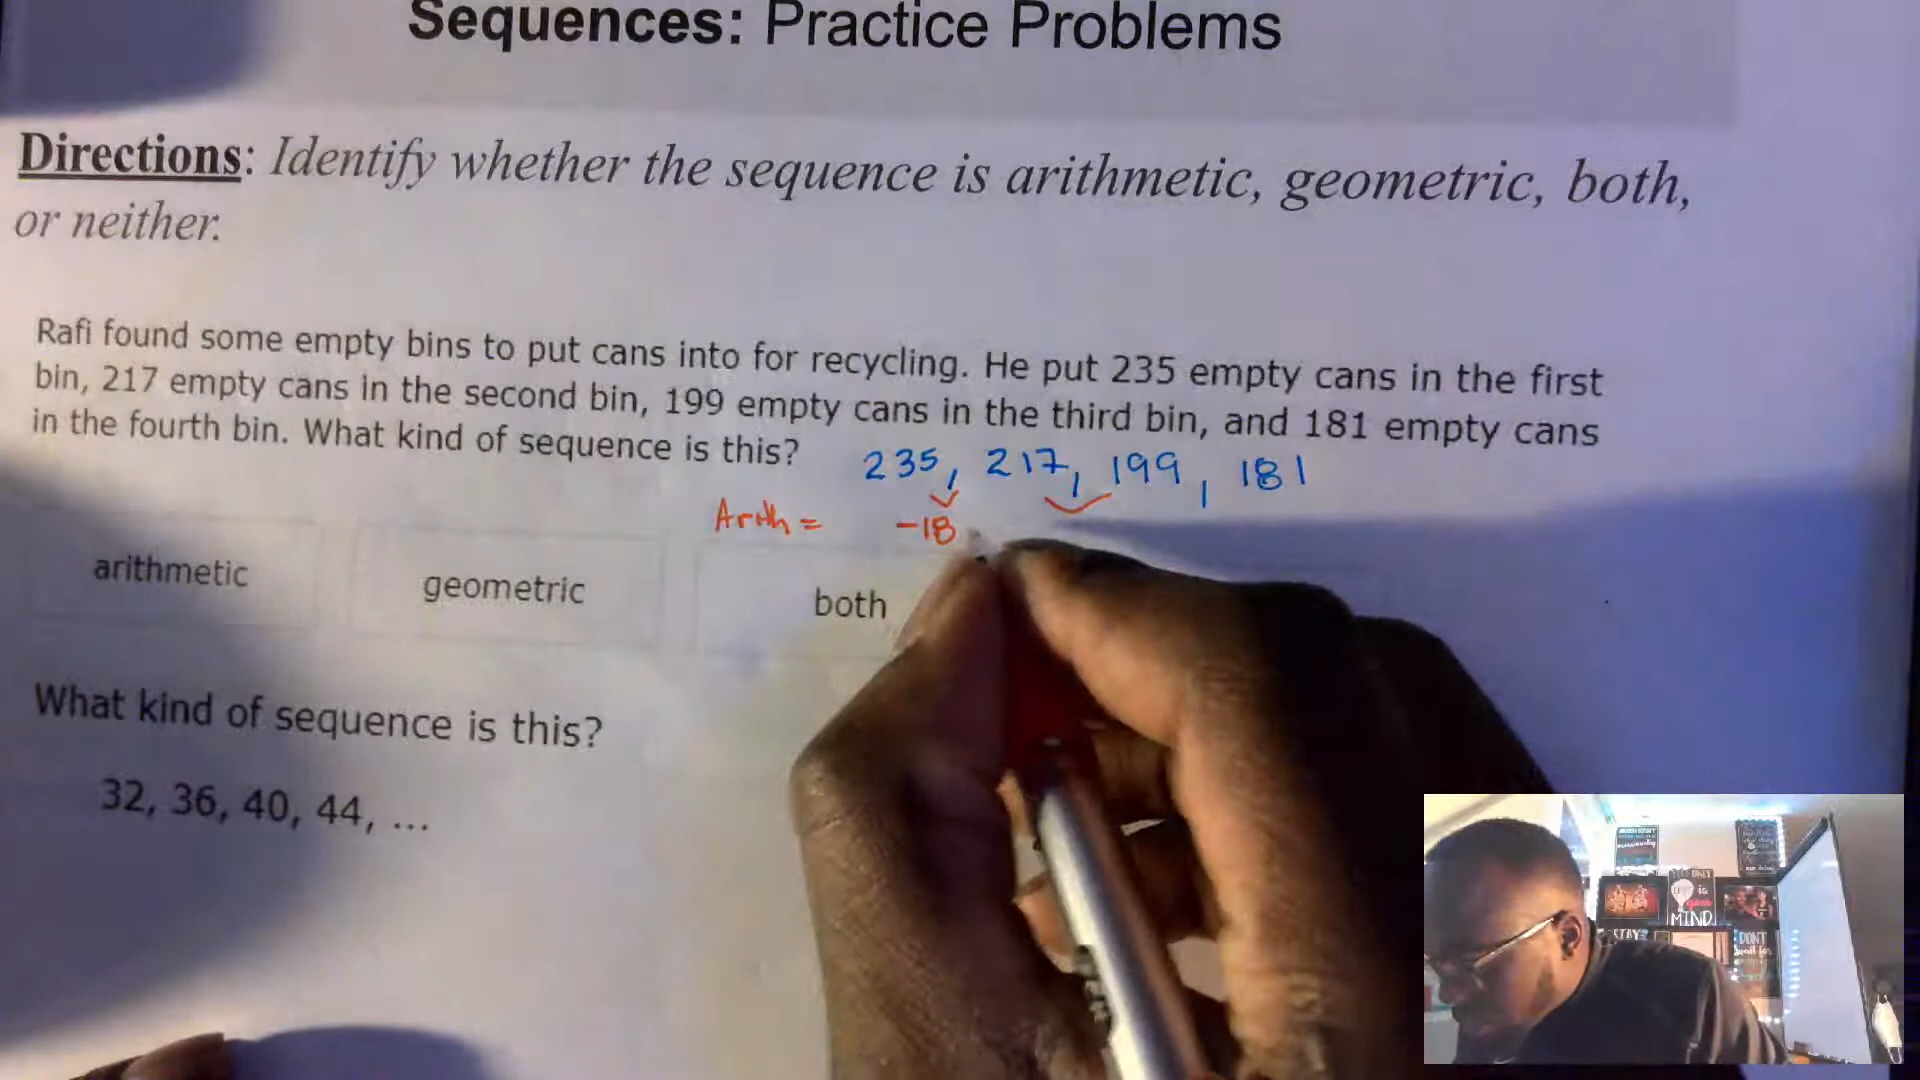 Sequences: Practice Problems
Directions: Identify whether the sequence is arithmetic, geometric, both,
or neither.
Rafi found some empty bins to put cans into for recycling. He put 235 empty cans in the first
bin, 217 empty cans in the second bin, 199 empty cans in the third bin, and 181 empty cans
in the fourth bin. What kind of sequence is this?
235, 217, 199, 181
Arith = -18
arithmetic
geometric
both
What kind of sequence is this?
32, 36, 40, 44, ...
is
MIND
STAY
DON'T